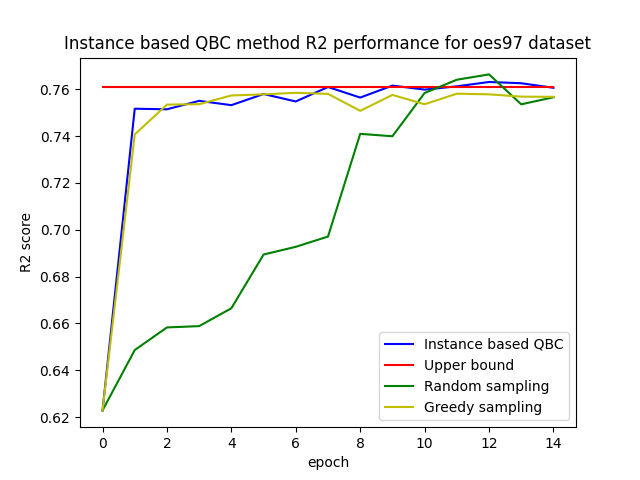 Instance based QBC method R2 performance for oes97 dataset
0.76
0.74
0.72
0.70
0.68
0.66
0.64
0.62
R2 score
Instance based QBC
Upper bound
Random sampling
Greedy sampling
0 2 4 6 8 10 12 14
epoch